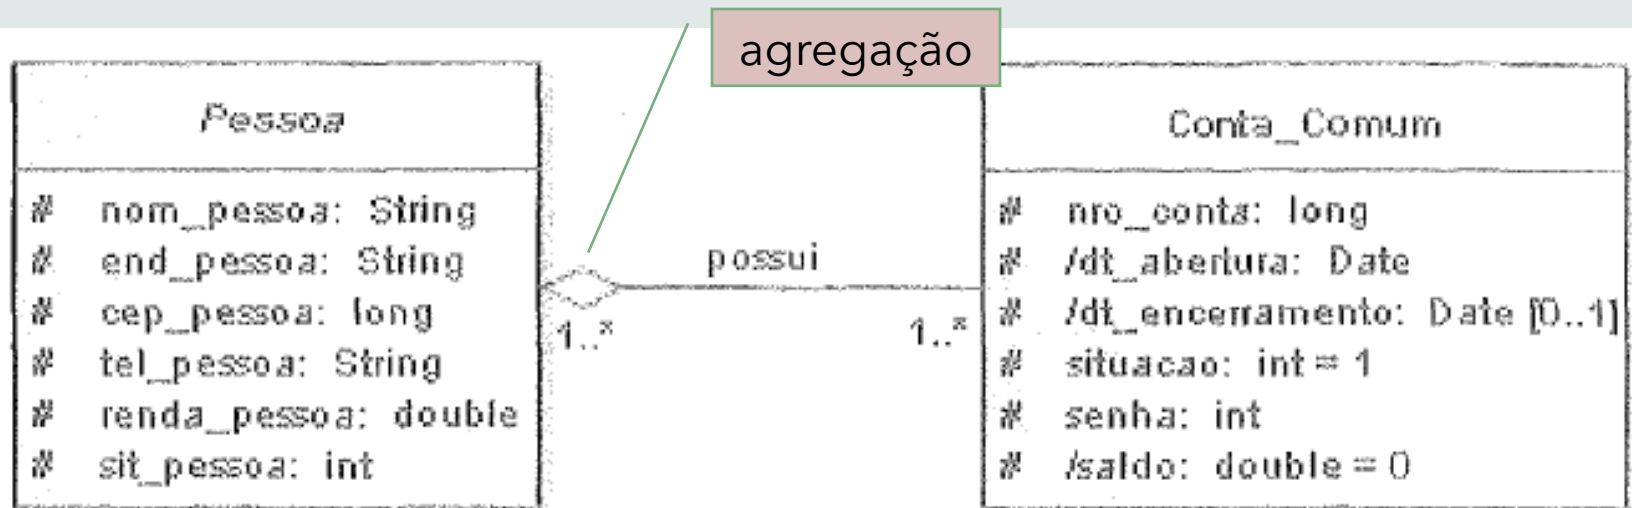 agregação
Pessoa
# nom_pessoa: String
# end_pessoa: String
# cep_pessoa: long
# tel_pessoa: String
# renda_pessoa: double
# sit_pessoa: int
possui
1..*
1..*
Conta_Comum
# nro_conta: long
# /dt_abertura: Date
# /dt_encerramento: Date [0..1]
# situacao: int = 1
# senha: int
# /saldo: double = 0